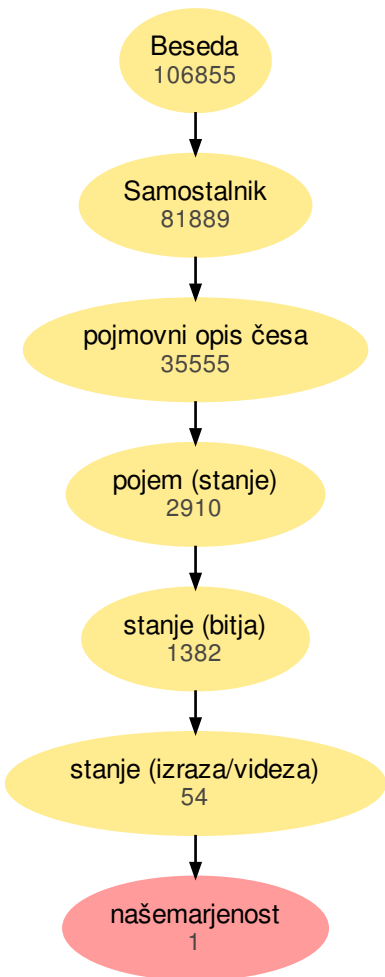 Beseda
106855
Samostalnik
81889
pojmovni opis česa
35555
pojem (stanje)
2910
stanje (bitja)
1382
stanje (izraza/videza)
54
našemarjenost
1